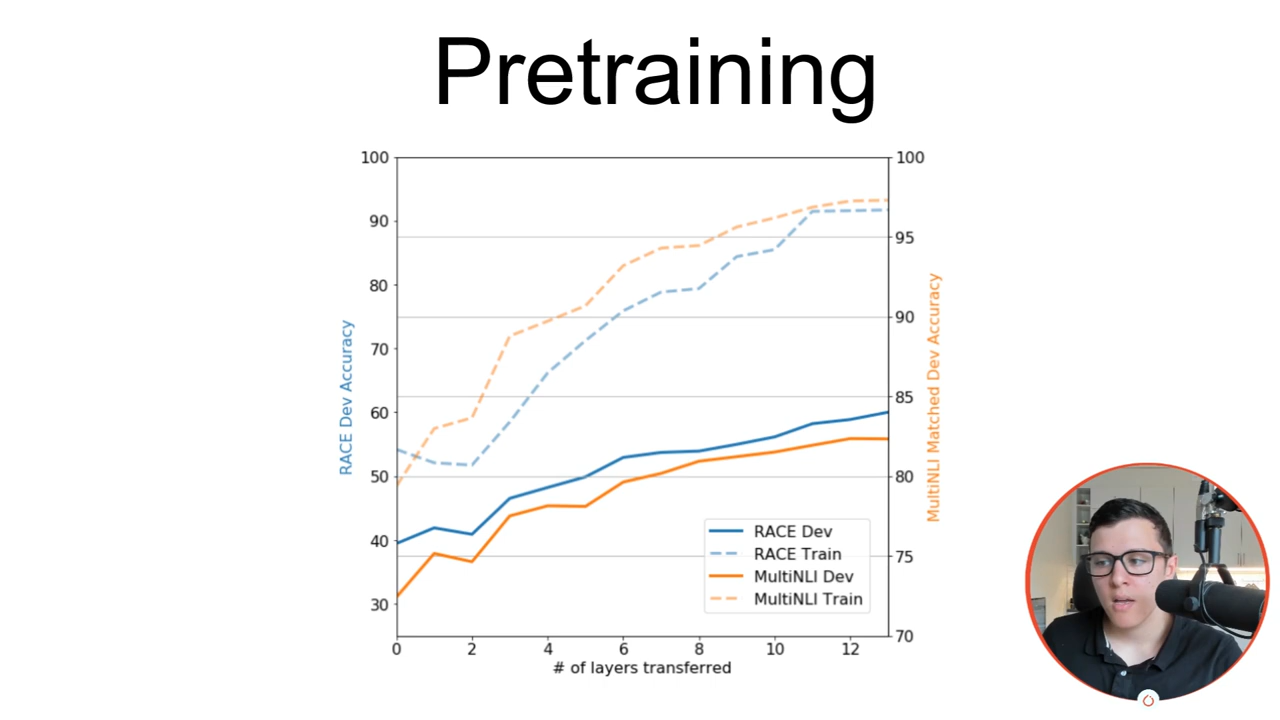 Pretraining
100
90
80
70
60
50
40
30
RACE Dev Accuracy
100
95
90
85
80
75
70
MultiNLI Matched Dev Accuracy
RACE Dev
RACE Train
MultiNLI Dev
MultiNLI Train
0 2 4 6 8 10 12
# of layers transferred